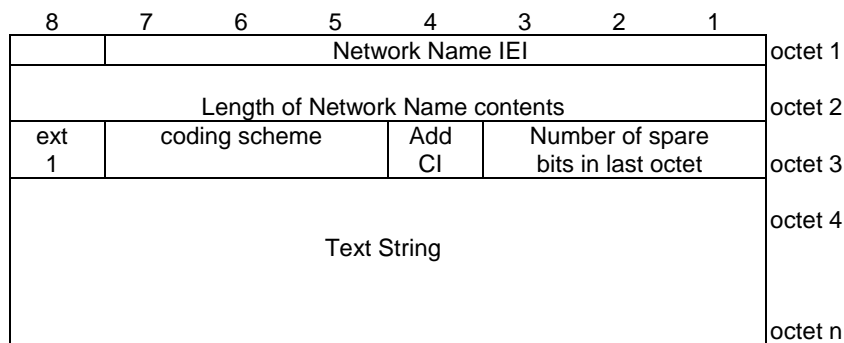 8 7 6 5 4 3 2 1
Network Name IEI octet 1
Length of Network Name contents octet 2
ext coding scheme Add Number of spare
1 CI bits in last octet octet 3
octet 4
Text String
octet n